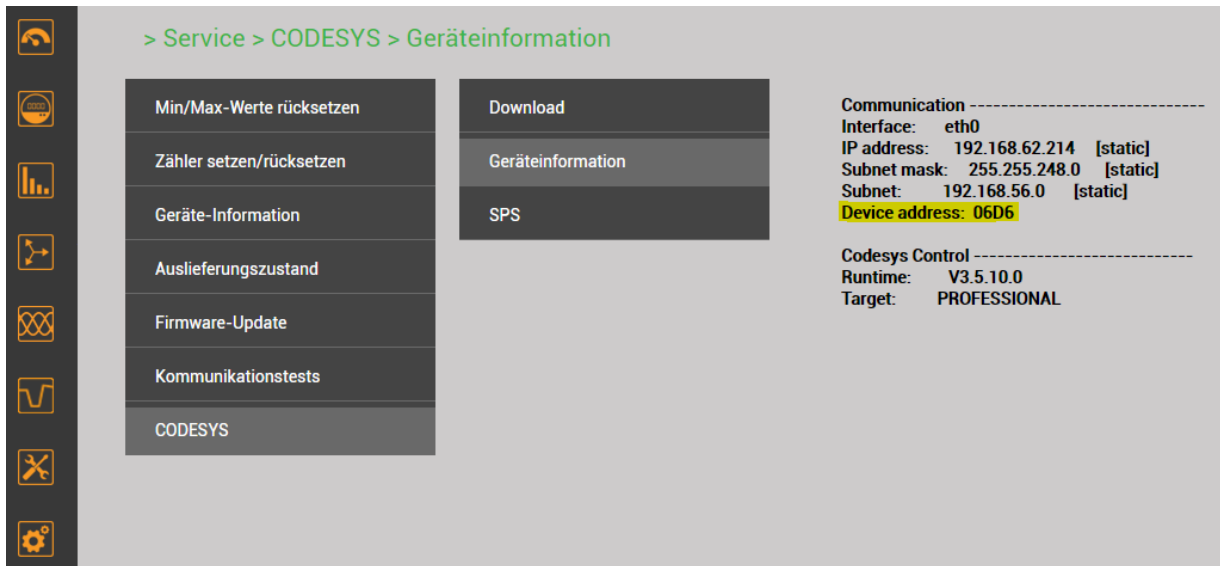 > Service > CODESYS > Geräteinformation
Min/Max-Werte rücksetzen
Zähler setzen/rücksetzen
Geräte-Information
Auslieferungszustand
Firmware-Update
Kommunikationstests
CODESYS
Download
Geräteinformation
SPS
Communication ------------------------------
Interface: eth0
IP address: 192.168.62.214 [static]
Subnet mask: 255.255.248.0 [static]
Subnet: 192.168.56.0 [static]
Device address: 06D6
Codesys Control ----------------------------
Runtime: V3.5.10.0
Target: PROFESSIONAL